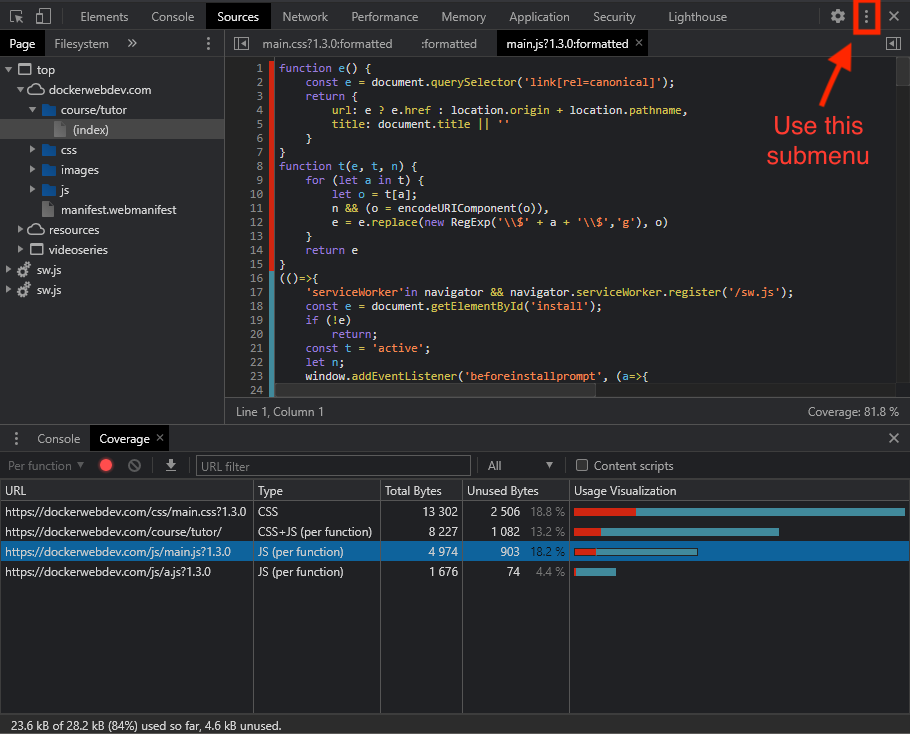 Elements Console Sources Network Performance Memory Application Security Lighthouse
Page Filesystem » main.css?1.3.0:formatted :formatted main.js?1.3.0:formatted ×
top
dockerwebdev.com
course/tutor
(index)
css
images
js
manifest.webmanifest
resources
videoseries
sw.js
sw.js
1 function e() {
2 const e = document.querySelector('link[rel=canonical]');
3 return {
4 url: e ? e.href : location.origin + location.pathname,
5 title: document.title || ''
6 }
7 }
8 function t(e, t, n) {
9 for (let a in t) {
10 let o = t[a];
11 n && (o = encodeURIComponent(o)),
12 e = e.replace(new RegExp('\\$' + a + '\\$','g'), o)
13 }
14 return e
15 }
16 (()=>{
17 'serviceWorker'in navigator && navigator.serviceWorker.register('/sw.js');
18 const e = document.getElementById('install');
19 if (!e)
20 return;
21 const t = 'active';
22 let n;
23 window.addEventListener('beforeinstallprompt', (a=>{
24
Use this
submenu
Line 1, Column 1 Coverage: 81.8 %
Console Coverage ×
Per function URL filter All Content scripts
URL Type Total Bytes Unused Bytes Usage Visualization
https://dockerwebdev.com/css/main.css?1.3.0 CSS 13 302 2 506 18.8 %
https://dockerwebdev.com/course/tutor/ CSS+JS (per function) 8 227 1 082 13.2 %
https://dockerwebdev.com/js/main.js?1.3.0 JS (per function) 4 974 903 18.2 %
https://dockerwebdev.com/js/a.js?1.3.0 JS (per function) 1 676 74 4.4 %
23.6 kB of 28.2 kB (84%) used so far, 4.6 kB unused.